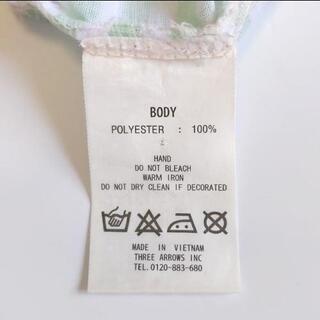 BODY
POLYESTER : 100%
HAND
DO NOT BLEACH
WARM IRON
DO NOT DRY CLEAN IF DECORATED
MADE IN VIETNAM
THREE ARROWS INC
TEL.0120-883-680